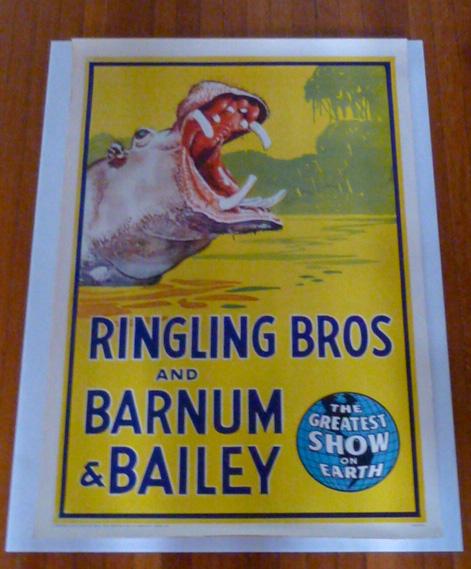 RINGLING BROS
AND
BARNUM
& BAILEY
THE
GREATEST
SHOW
ON
EARTH